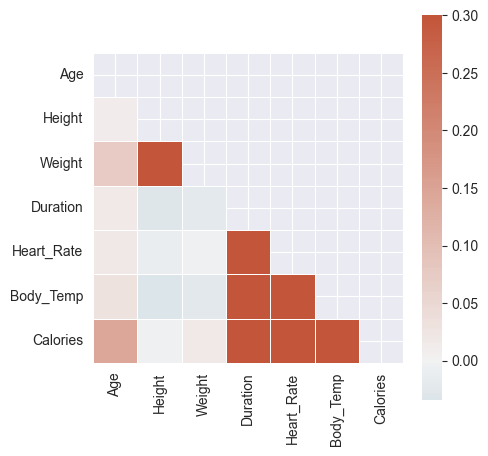 Age
Height
Weight
Duration
Heart_Rate
Body_Temp
Calories
Age
Height
Weight
Duration
Heart_Rate
Body_Temp
Calories
0.30
0.25
0.20
0.15
0.10
0.05
0.00